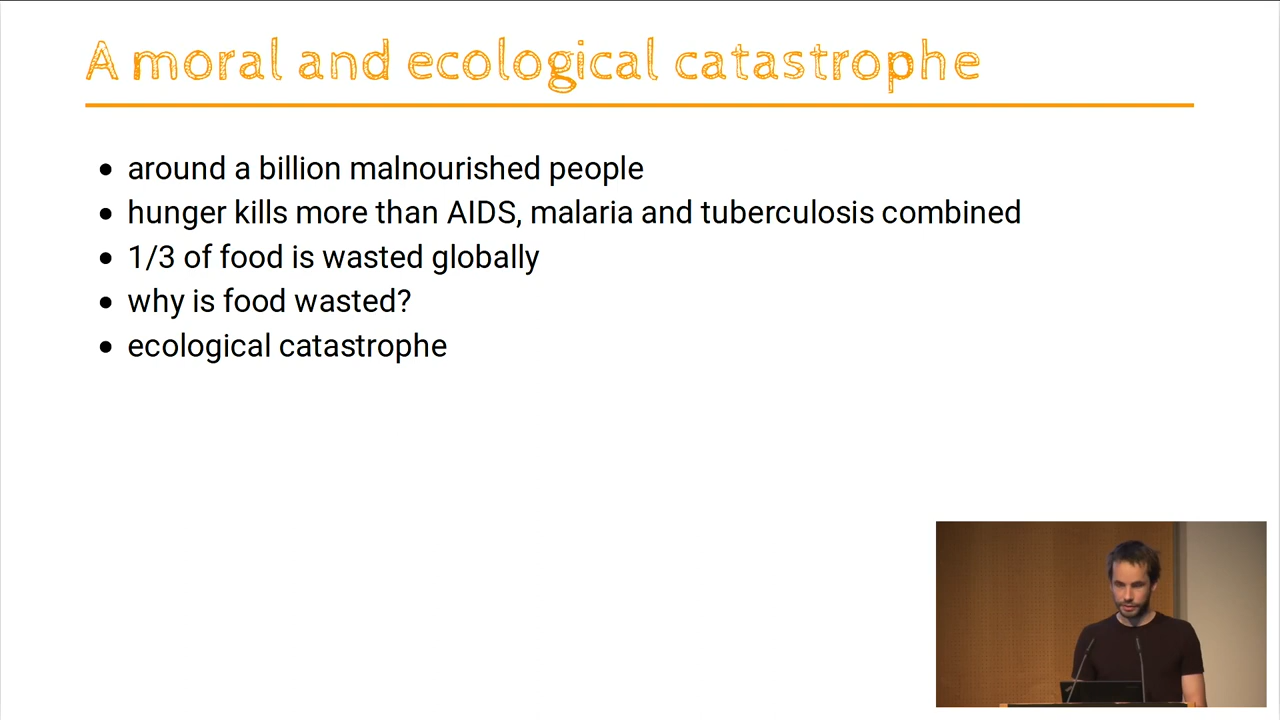 A moral and ecological catastrophe
around a billion malnourished people
hunger kills more than AIDS, malaria and tuberculosis combined
1/3 of food is wasted globally
why is food wasted?
ecological catastrophe